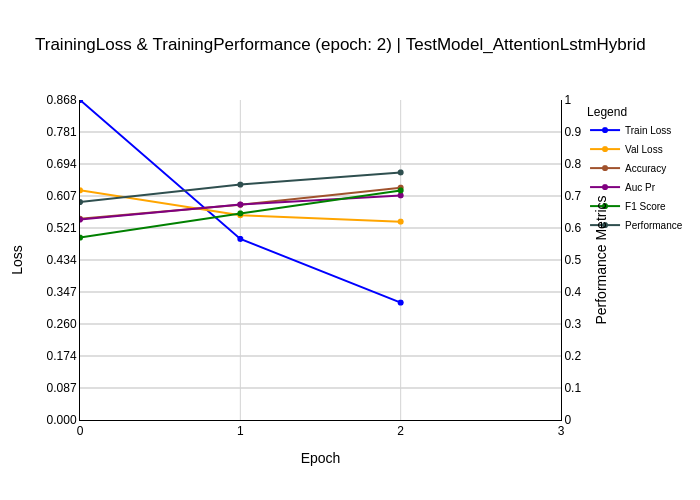 TrainingLoss & TrainingPerformance (epoch: 2) | TestModel_AttentionLstmHybrid
0.868
0.781
0.694
0.607
0.521
0.434
0.347
0.260
0.174
0.087
0.000
Loss
1
0.9
0.8
0.7
0.6
0.5
0.4
0.3
0.2
0.1
0
Performance Metrics
Legend
Train Loss
Val Loss
Accuracy
Auc Pr
F1 Score
Performance
0 1 2 3
Epoch